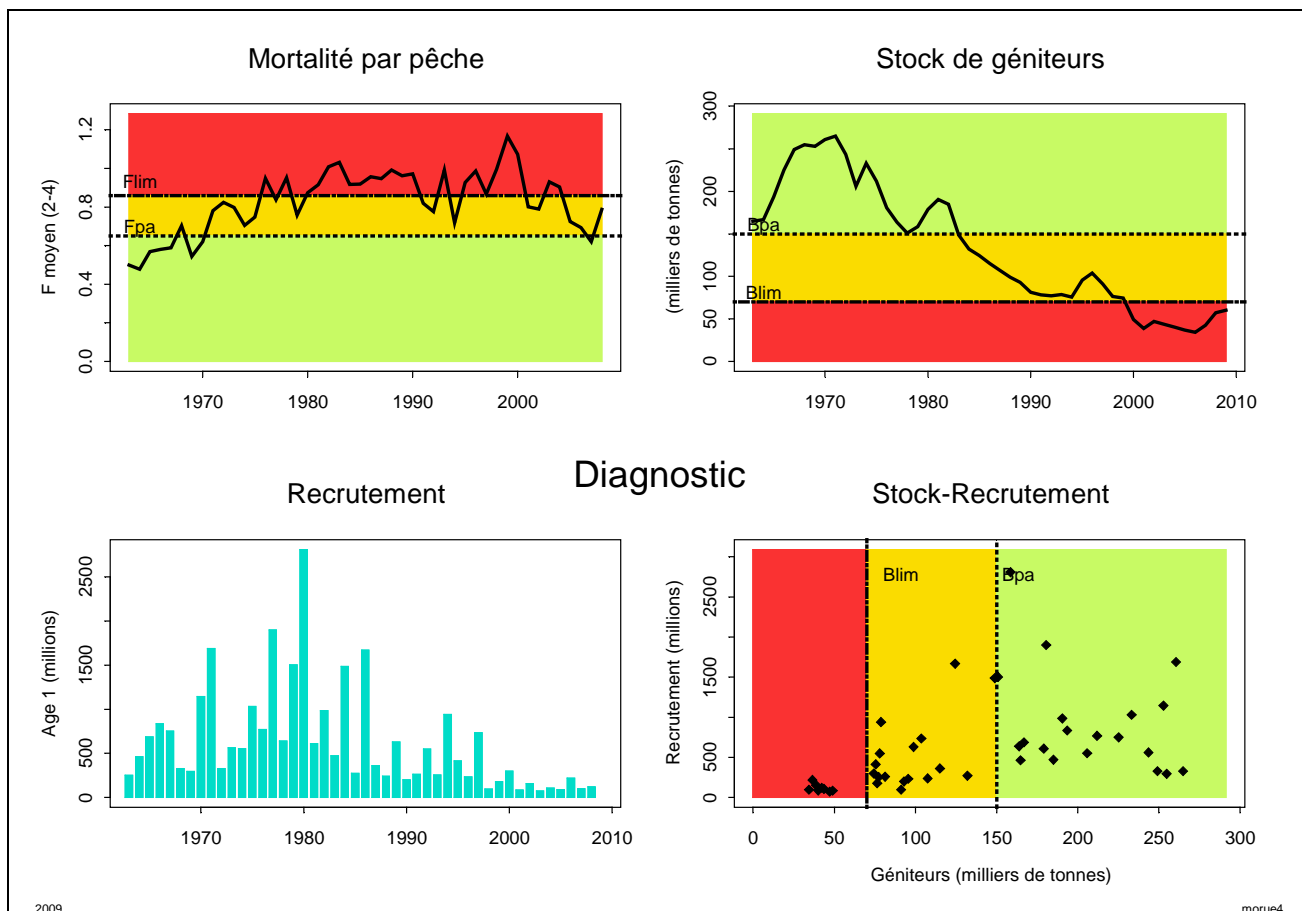 Mortalité par pêche
F moyen (2-4)
0.0 0.4 0.8 1.2
Flim
Fpa
1970 1980 1990 2000
Stock de géniteurs
(milliers de tonnes)
0 50 100 200 300
Bpa
Blim
1970 1980 1990 2000 2010
Diagnostic
Recrutement
Age 1 (millions)
0 500 1500 2500
1970 1980 1990 2000 2010
Stock-Recrutement
Recrutement (millions)
0 500 1500 2500
Blim
Bpa
0 50 100 150 200 250 300
Géniteurs (milliers de tonnes)
2009
morue4